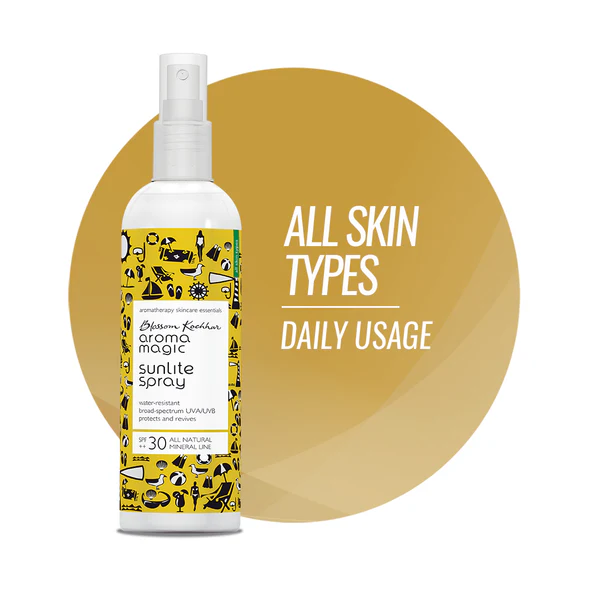 ALL SKIN
TYPES
DAILY USAGE
aromatherapy skincare essentials
Blossom Kochhar
aroma
magic
sunlite
spray
water-resistant
broad-spectrum UVA/UVB
protects and revives
SPF
++
30
ALL NATURAL
MINERAL LINE